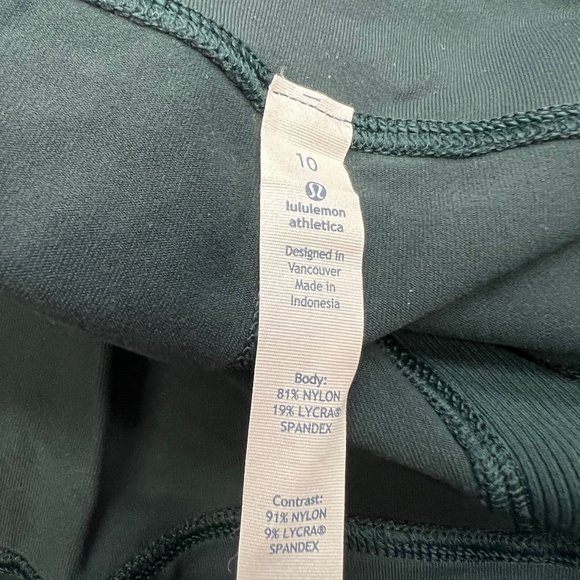 10
lululemon
athletica
Designed in
Vancouver
Made in
Indonesia
Body:
81% NYLON
19% LYCRA®
SPANDEX
Contrast:
91% NYLON
9% LYCRA®
SPANDEX